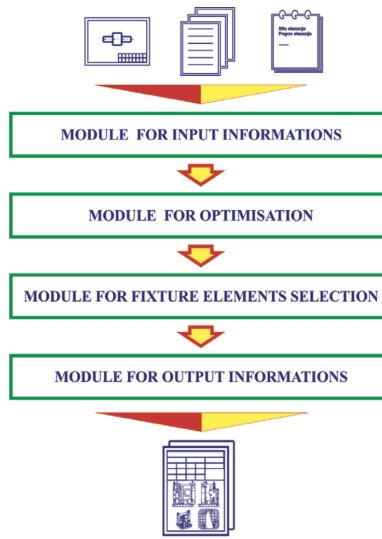 Sila stezanja
Pogon stezanja
MODULE FOR INPUT INFORMATIONS
MODULE FOR OPTIMISATION
MODULE FOR FIXTURE ELEMENTS SELECTION
MODULE FOR OUTPUT INFORMATIONS